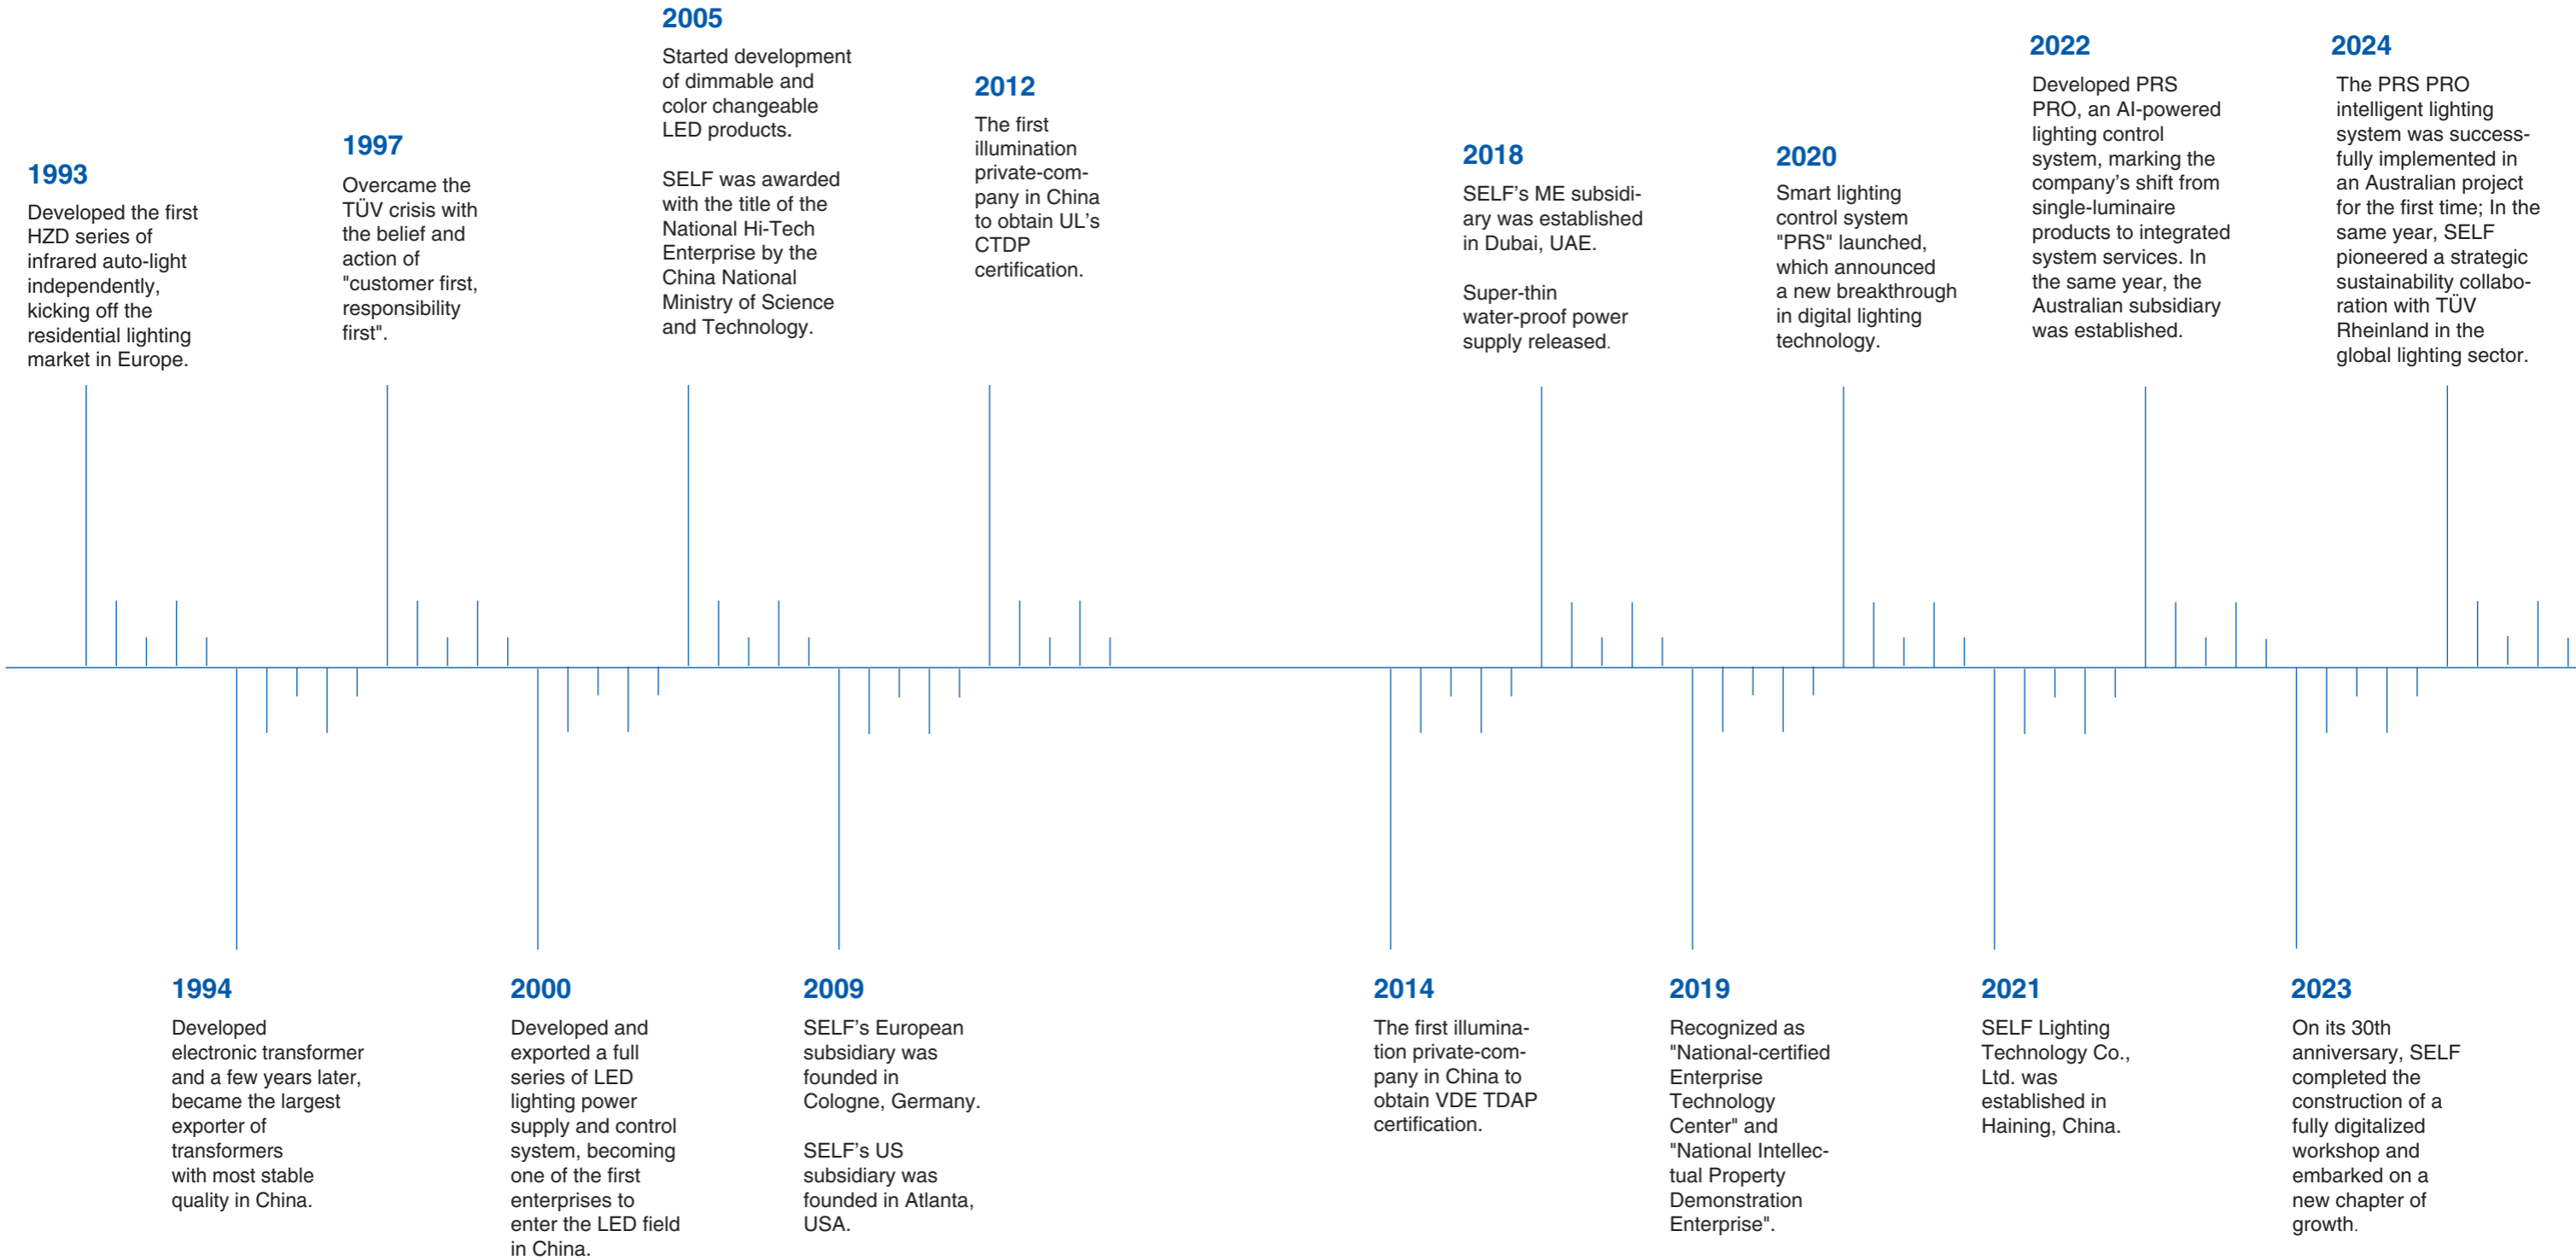 1993
Developed the first
HZD series of
infrared auto-light
independently,
kicking off the
residential lighting
market in Europe.
1997
Overcame the
TÜV crisis with
the belief and
action of
"customer first,
responsibility
first".
2005
Started development
of dimmable and
color changeable
LED products.
SELF was awarded
with the title of the
National Hi-Tech
Enterprise by the
China National
Ministry of Science
and Technology.
2012
The first
illumination
private-com-
pany in China
to obtain UL’s
CTDP
certification.
2018
SELF’s ME subsidi-
ary was established
in Dubai, UAE.
Super-thin
water-proof power
supply released.
2020
Smart lighting
control system
"PRS" launched,
which announced
a new breakthrough
in digital lighting
technology.
2022
Developed PRS
PRO, an AI-powered
lighting control
system, marking the
company’s shift from
single-luminaire
products to integrated
system services. In
the same year, the
Australian subsidiary
was established.
2024
The PRS PRO
intelligent lighting
system was success-
fully implemented in
an Australian project
for the first time; In the
same year, SELF
pioneered a strategic
sustainability collabo-
ration with TÜV
Rheinland in the
global lighting sector.
1994
Developed
electronic transformer
and a few years later,
became the largest
exporter of
transformers
with most stable
quality in China.
2000
Developed and
exported a full
series of LED
lighting power
supply and control
system, becoming
one of the first
enterprises to
enter the LED field
in China.
2009
SELF’s European
subsidiary was
founded in
Cologne, Germany.
SELF’s US
subsidiary was
founded in Atlanta,
USA.
2014
The first illumina-
tion private-com-
pany in China to
obtain VDE TDAP
certification.
2019
Recognized as
"National-certified
Enterprise
Technology
Center" and
"National Intellec-
tual Property
Demonstration
Enterprise".
2021
SELF Lighting
Technology Co.,
Ltd. was
established in
Haining, China.
2023
On its 30th
anniversary, SELF
completed the
construction of a
fully digitalized
workshop and
embarked on a
new chapter of
growth.